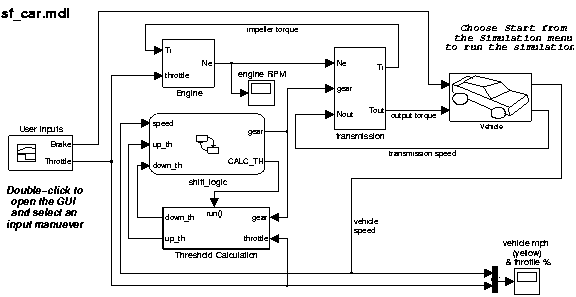 sf_car.mdl
Choose Start from
the Simulation menu
to run the simulation
impeller torque
Ti
Ne
throttle
Engine
engine RPM
Ne
gear
Nout
Ti
Tout
transmission
output torque
Vehicle
transmission speed
User Inputs
Brake
Throttle
Double-click to
open the GUI
and select an
input manuever
speed
up_th
down_th
gear
CALC_TH
shift_logic
run()
down_th
up_th
gear
throttle
Threshold Calculation
vehicle
speed
vehicle mph
(yellow)
& throttle %